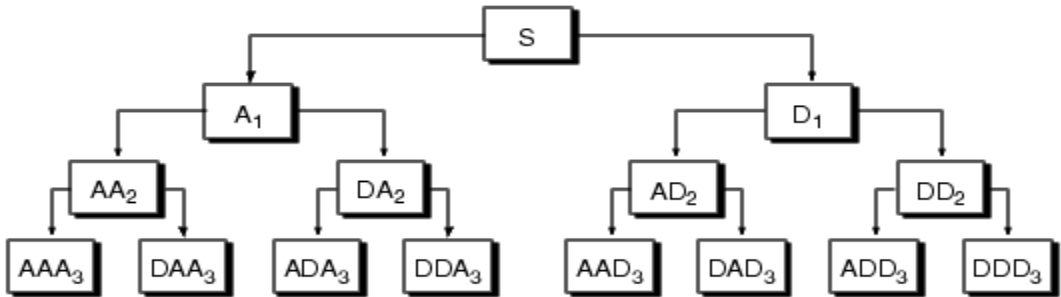 S
A₁ D₁
AA₂ DA₂ AD₂ DD₂
AAA₃ DAA₃ ADA₃ DDA₃ AAD₃ DAD₃ ADD₃ DDD₃